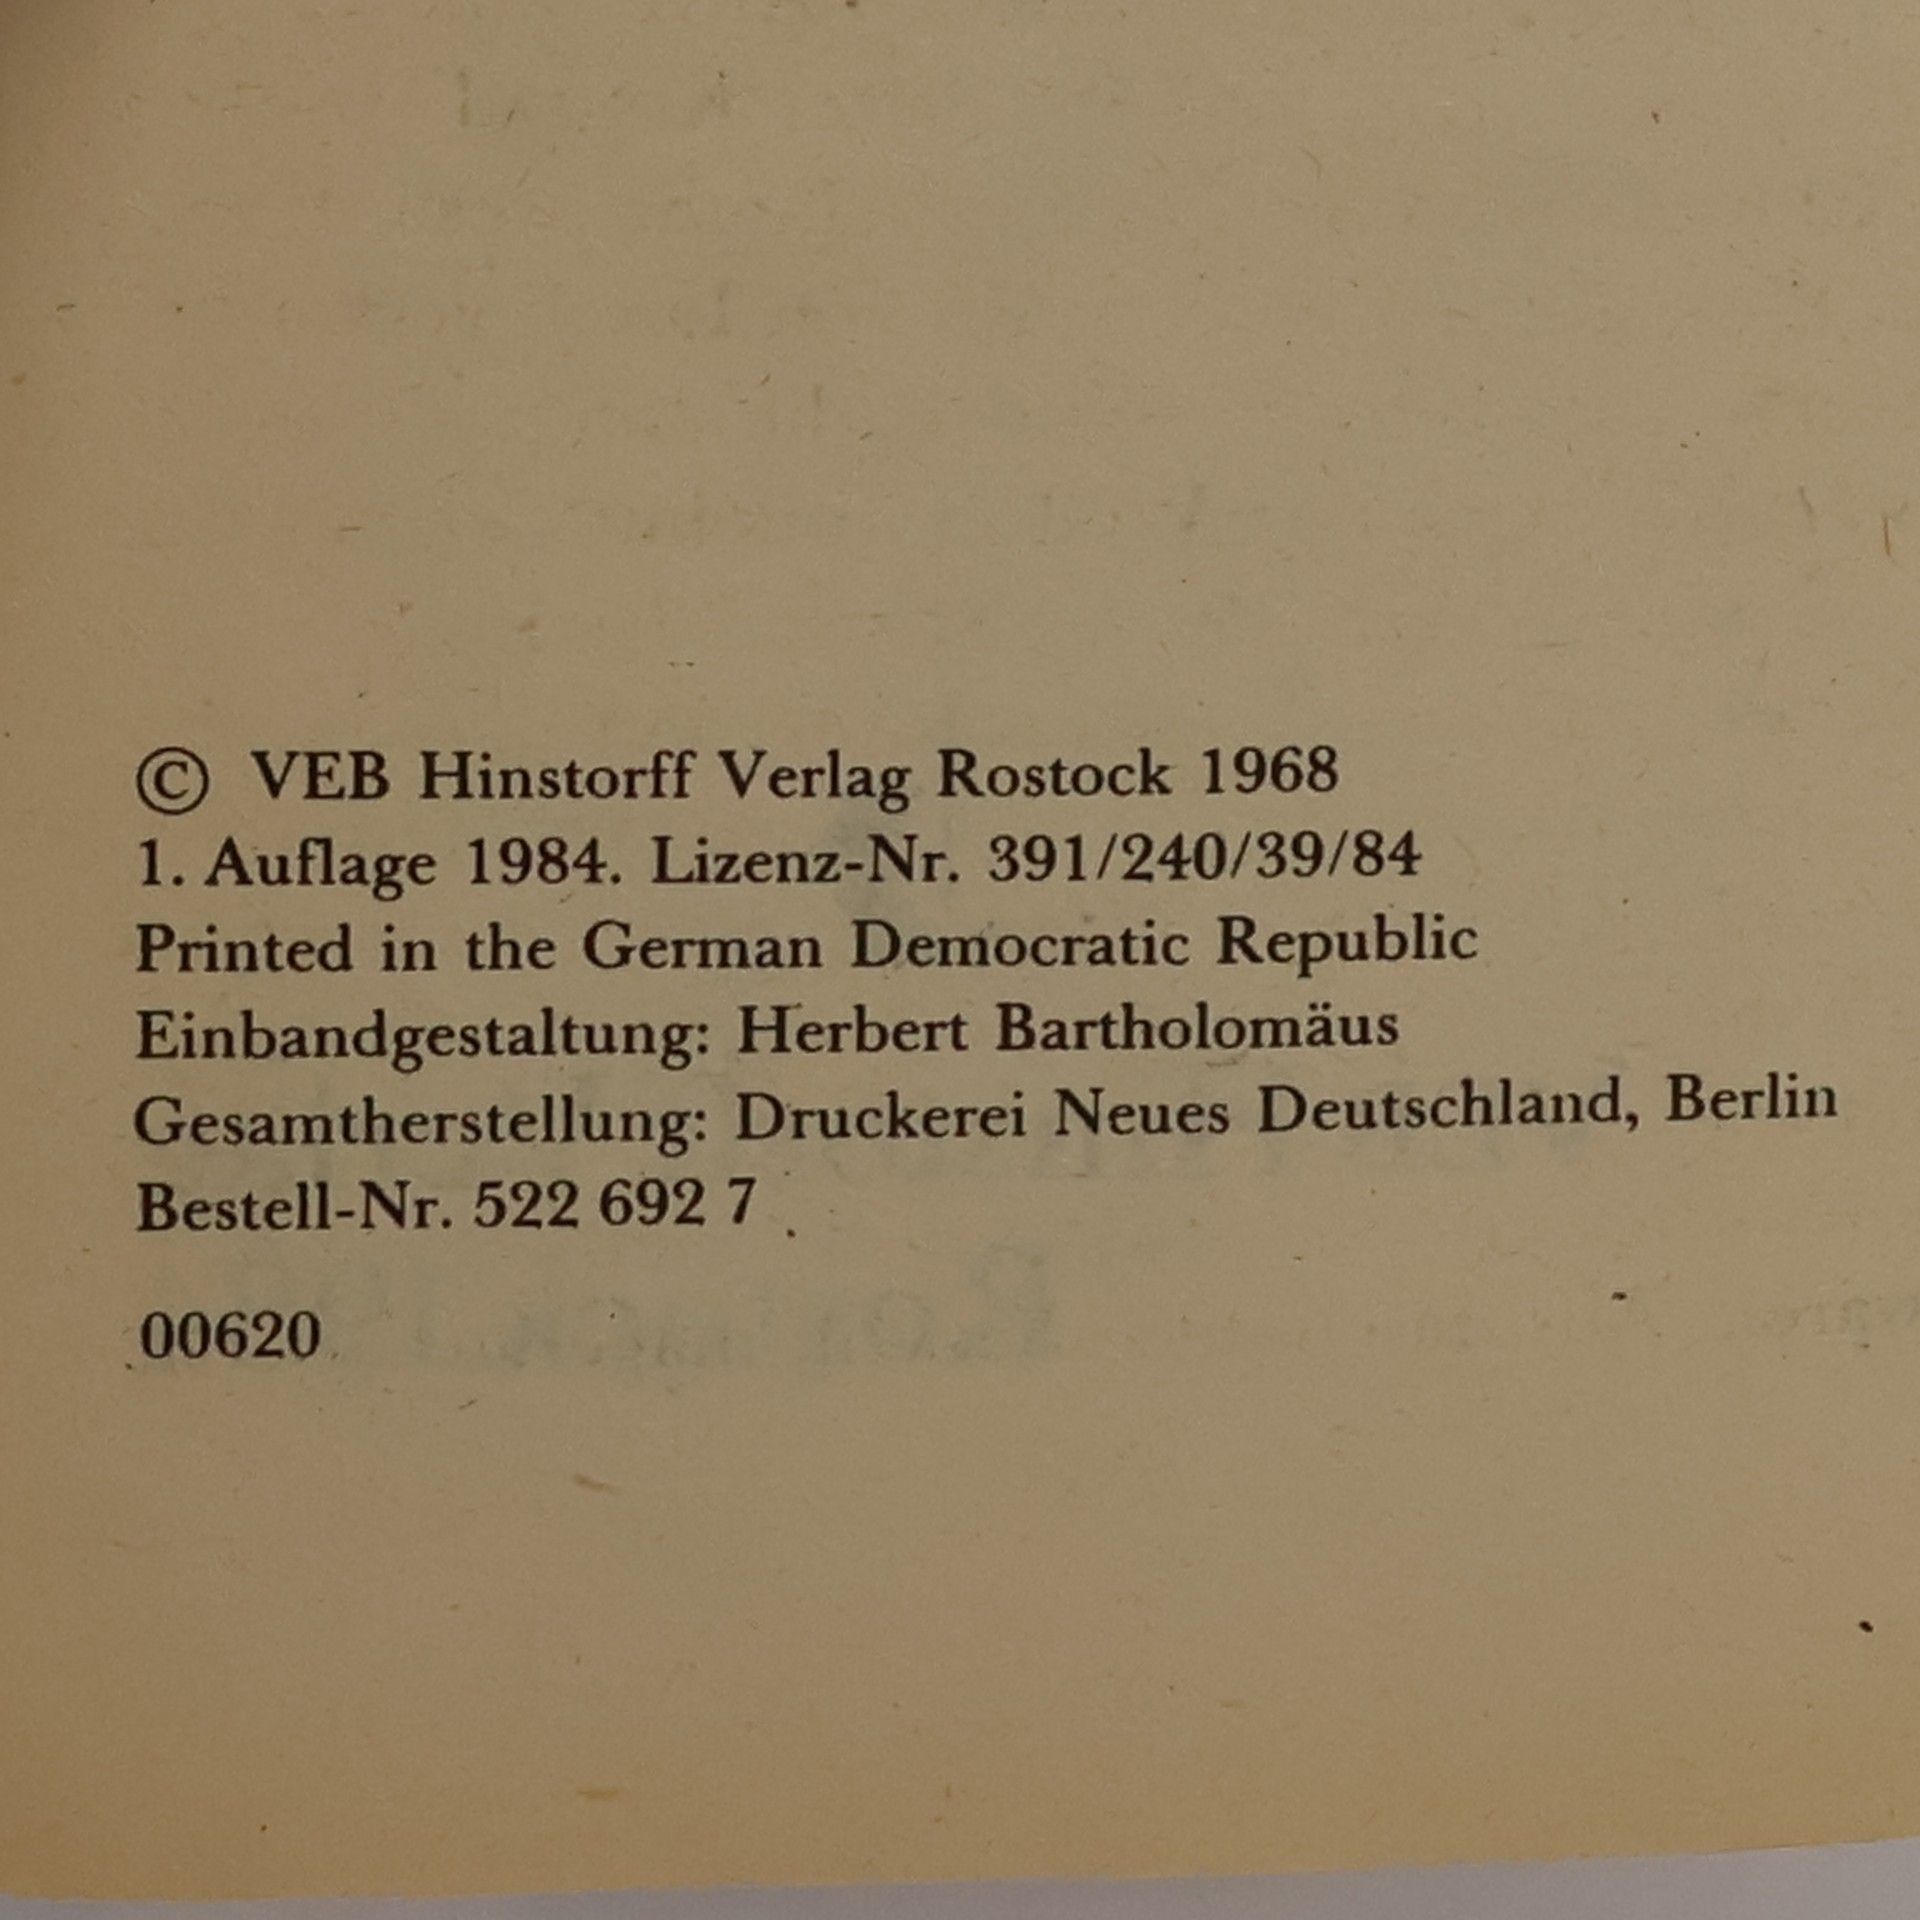 © VEB Hinstorff Verlag Rostock 1968
1. Auflage 1984. Lizenz-Nr. 391/240/39/84
Printed in the German Democratic Republic
Einbandgestaltung: Herbert Bartholomäus
Gesamtherstellung: Druckerei Neues Deutschland, Berlin
Bestell-Nr. 522 692 7
00620